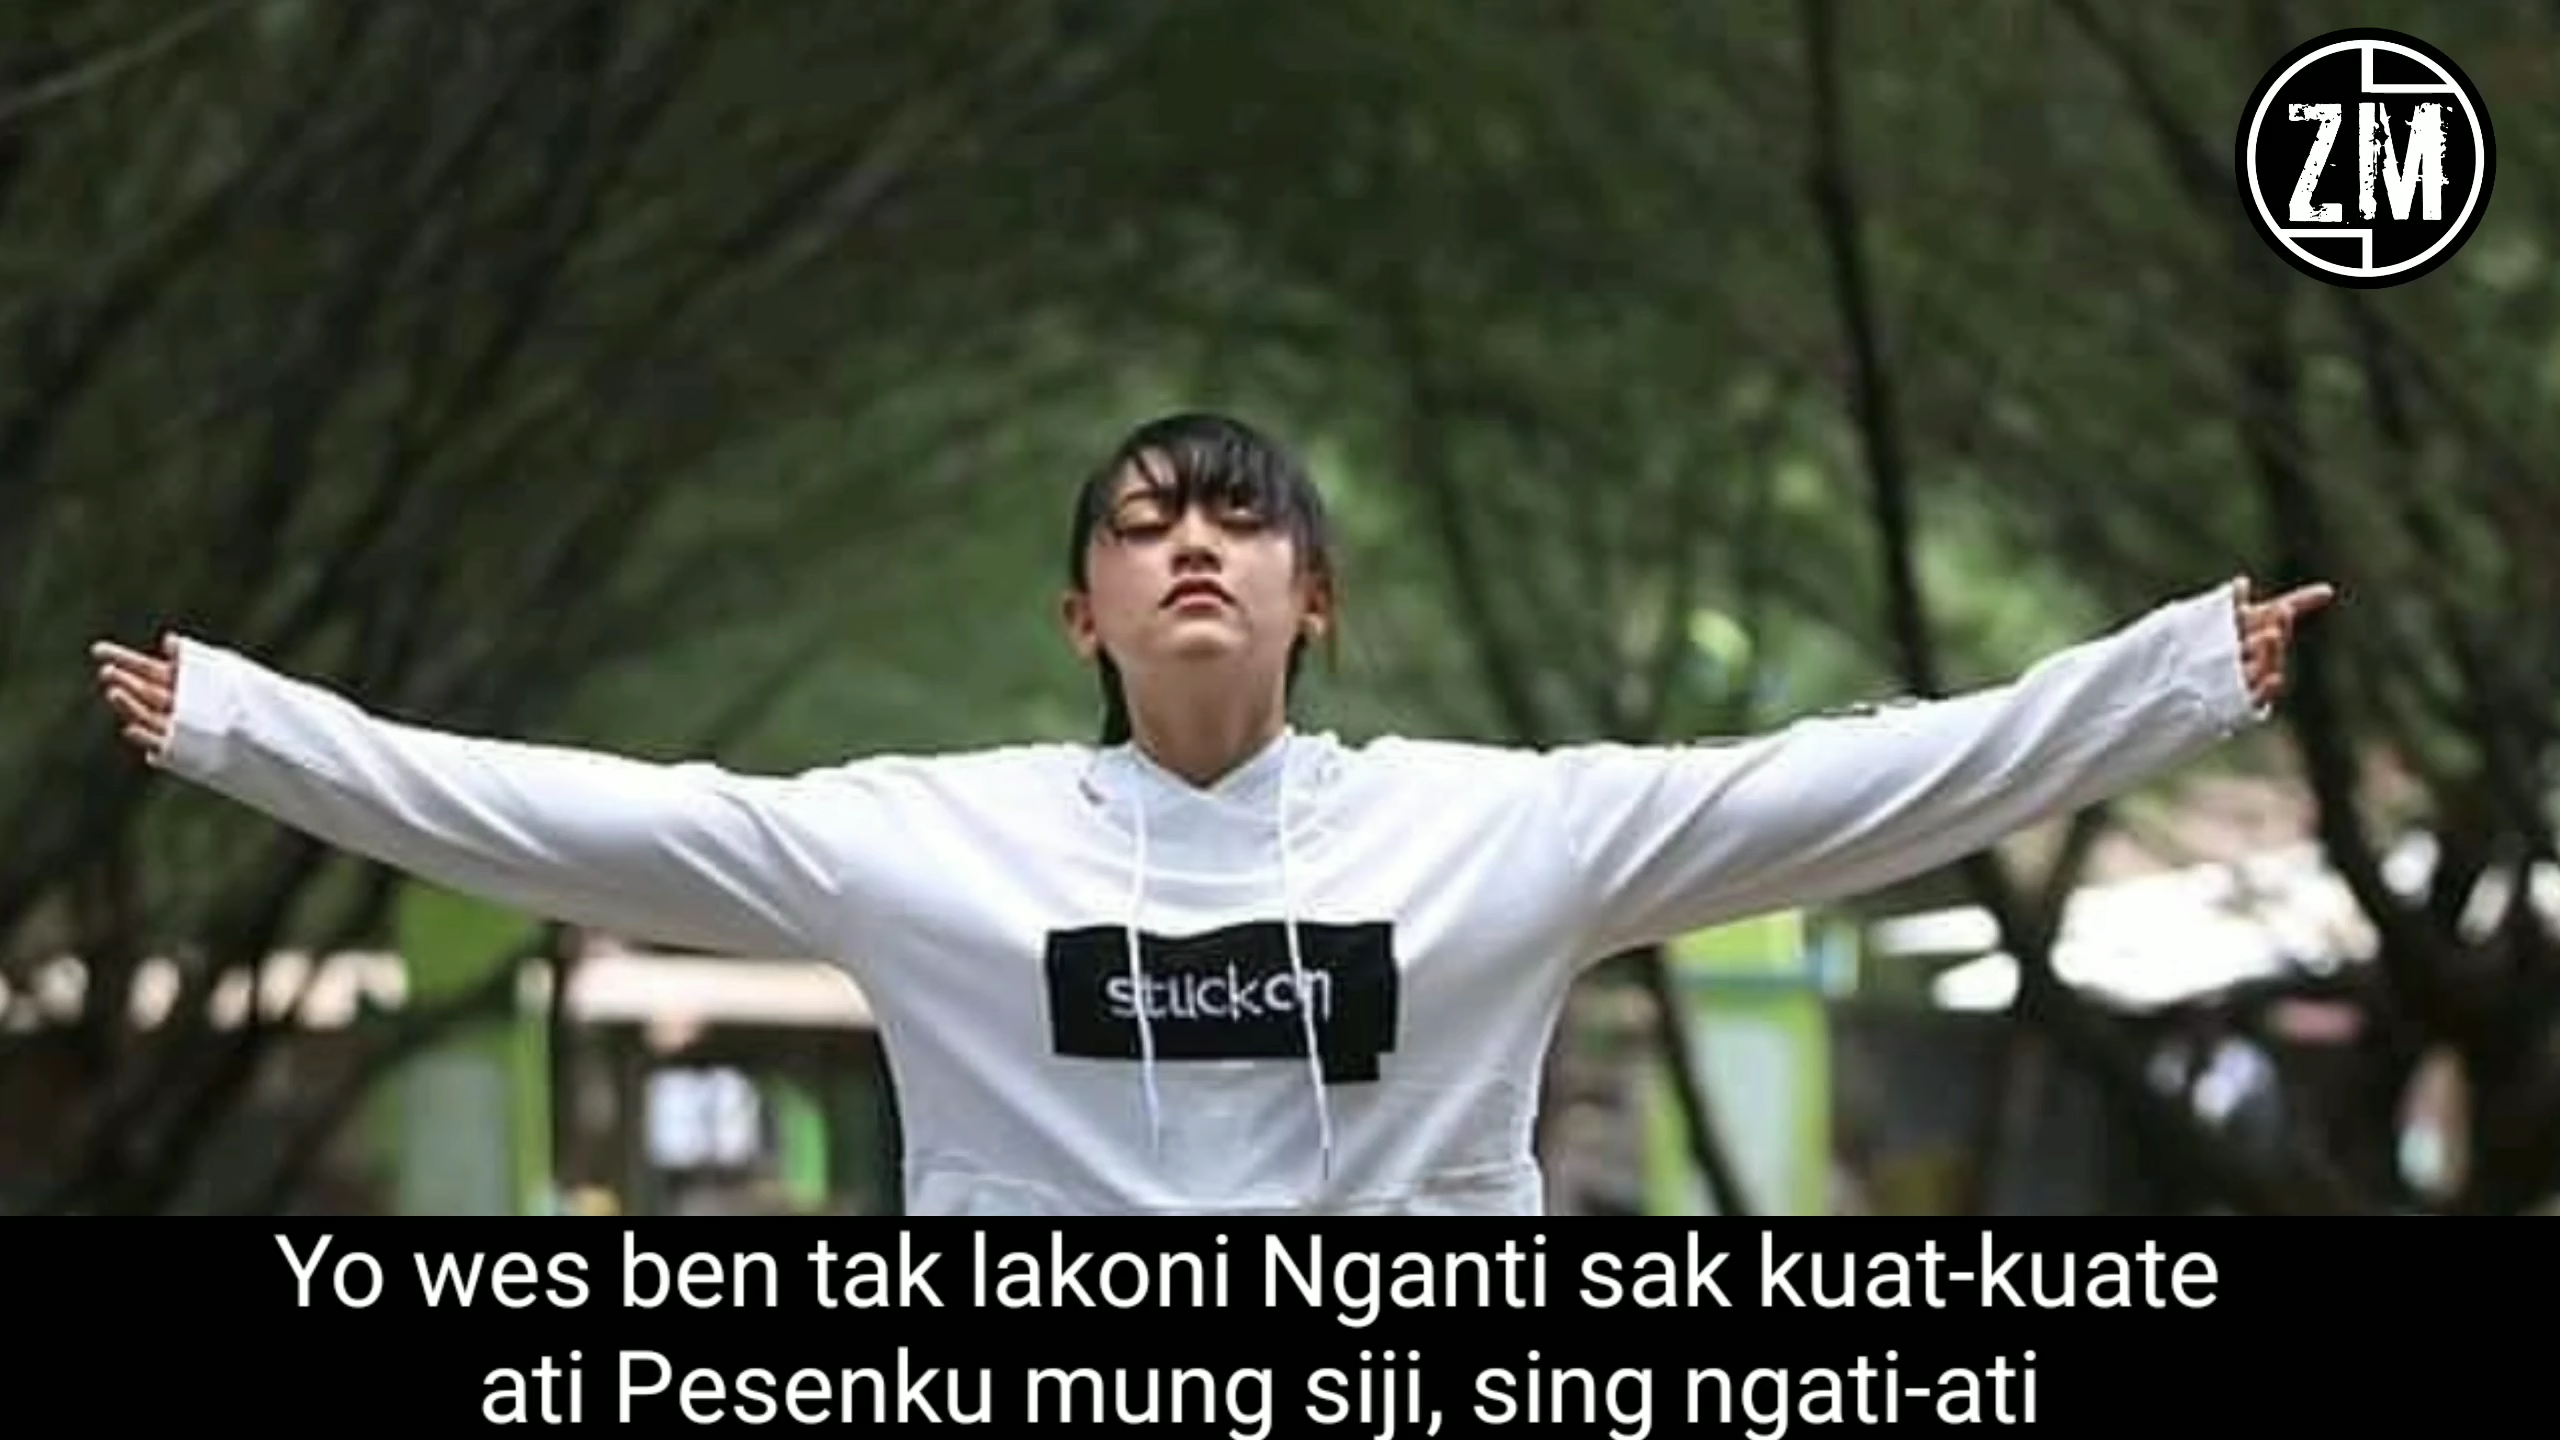 ZM
stuckon
Yo wes ben tak lakoni Nganti sak kuat-kuate
ati Pesenku mung siji, sing ngati-ati